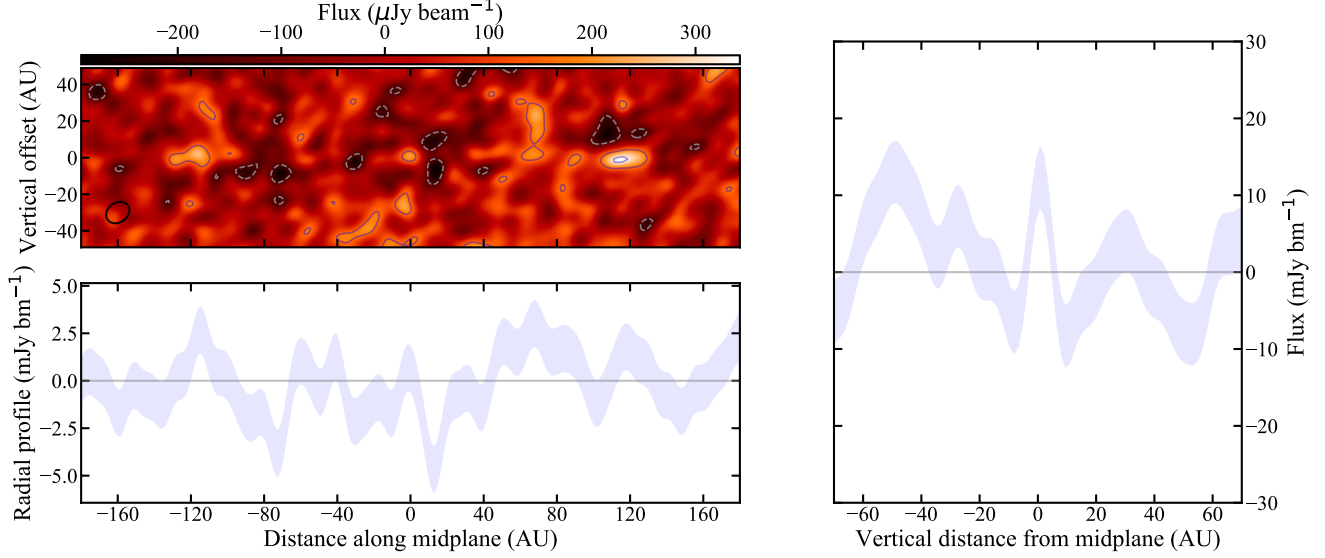 Flux (μJy beam⁻¹)
−200 −100 0 100 200 300
Vertical offset (AU)
40
20
0
−20
−40
Radial profile (mJy bm⁻¹)
5.0
2.5
0.0
−2.5
−5.0
−160 −120 −80 −40 0 40 80 120 160
Distance along midplane (AU)
30
20
10
0
−10
−20
−30
Flux (mJy bm⁻¹)
−60 −40 −20 0 20 40 60
Vertical distance from midplane (AU)